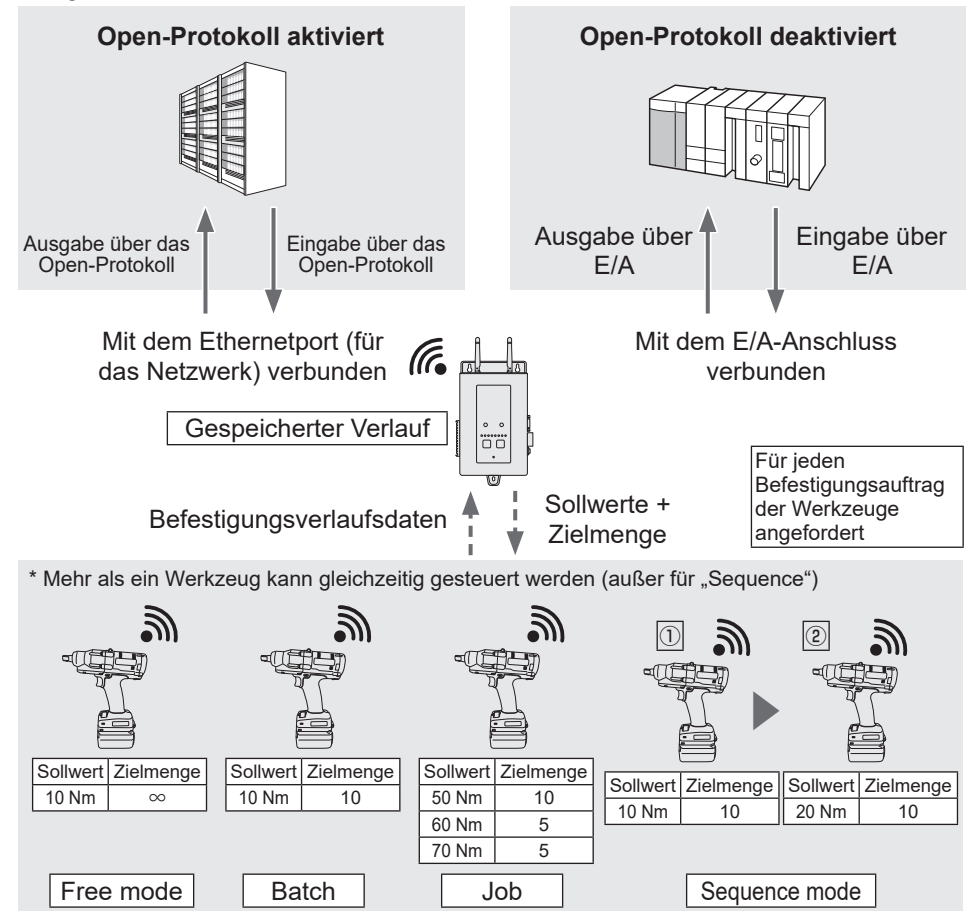 Open-Protokoll aktiviert
Ausgabe über das
Open-Protokoll
Eingabe über das
Open-Protokoll
Open-Protokoll deaktiviert
Ausgabe über
E/A
Eingabe über
E/A
Mit dem Ethernetport (für
das Netzwerk) verbunden
Mit dem E/A-Anschluss
verbunden
Gespeicherter Verlauf
Befestigungsverlaufsdaten
Sollwerte +
Zielmenge
Für jeden
Befestigungsauftrag
der Werkzeuge
angefordert
* Mehr als ein Werkzeug kann gleichzeitig gesteuert werden (außer für „Sequence“)
Sollwert Zielmenge
10 Nm ∞
Free mode
Sollwert Zielmenge
10 Nm 10
Batch
Sollwert Zielmenge
50 Nm 10
60 Nm 5
70 Nm 5
Job
①
Sollwert Zielmenge
10 Nm 10
②
Sollwert Zielmenge
20 Nm 10
Sequence mode